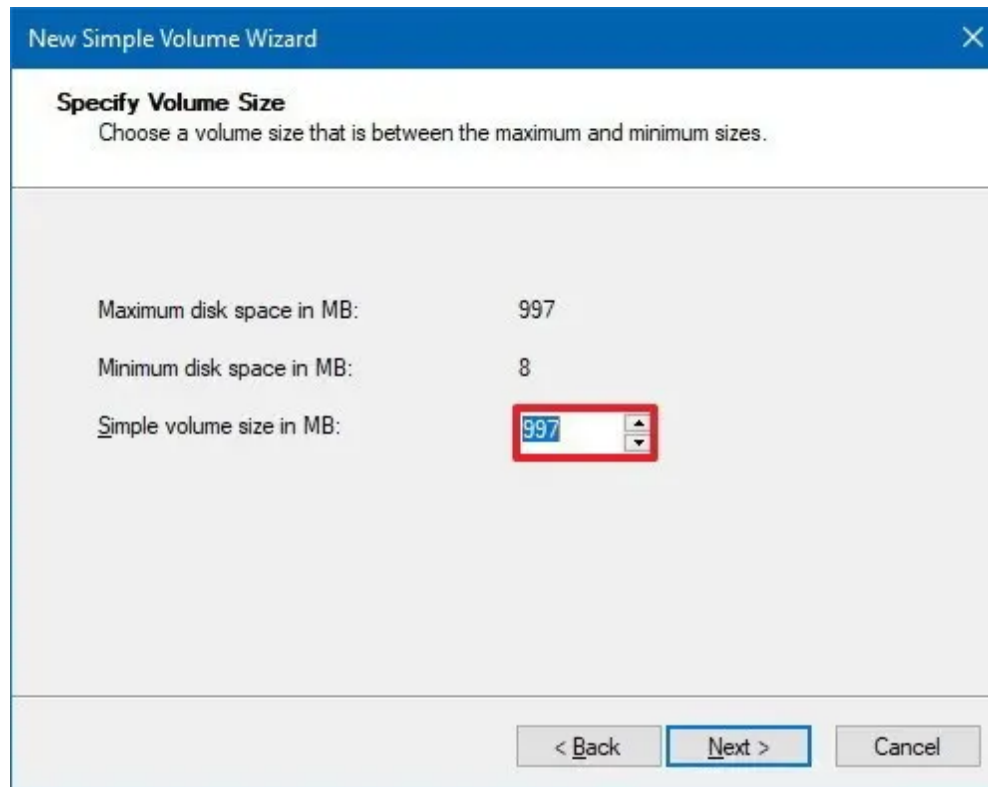 New Simple Volume Wizard
Specify Volume Size
Choose a volume size that is between the maximum and minimum sizes.
Maximum disk space in MB: 997
Minimum disk space in MB: 8
Simple volume size in MB: 997
< Back Next > Cancel